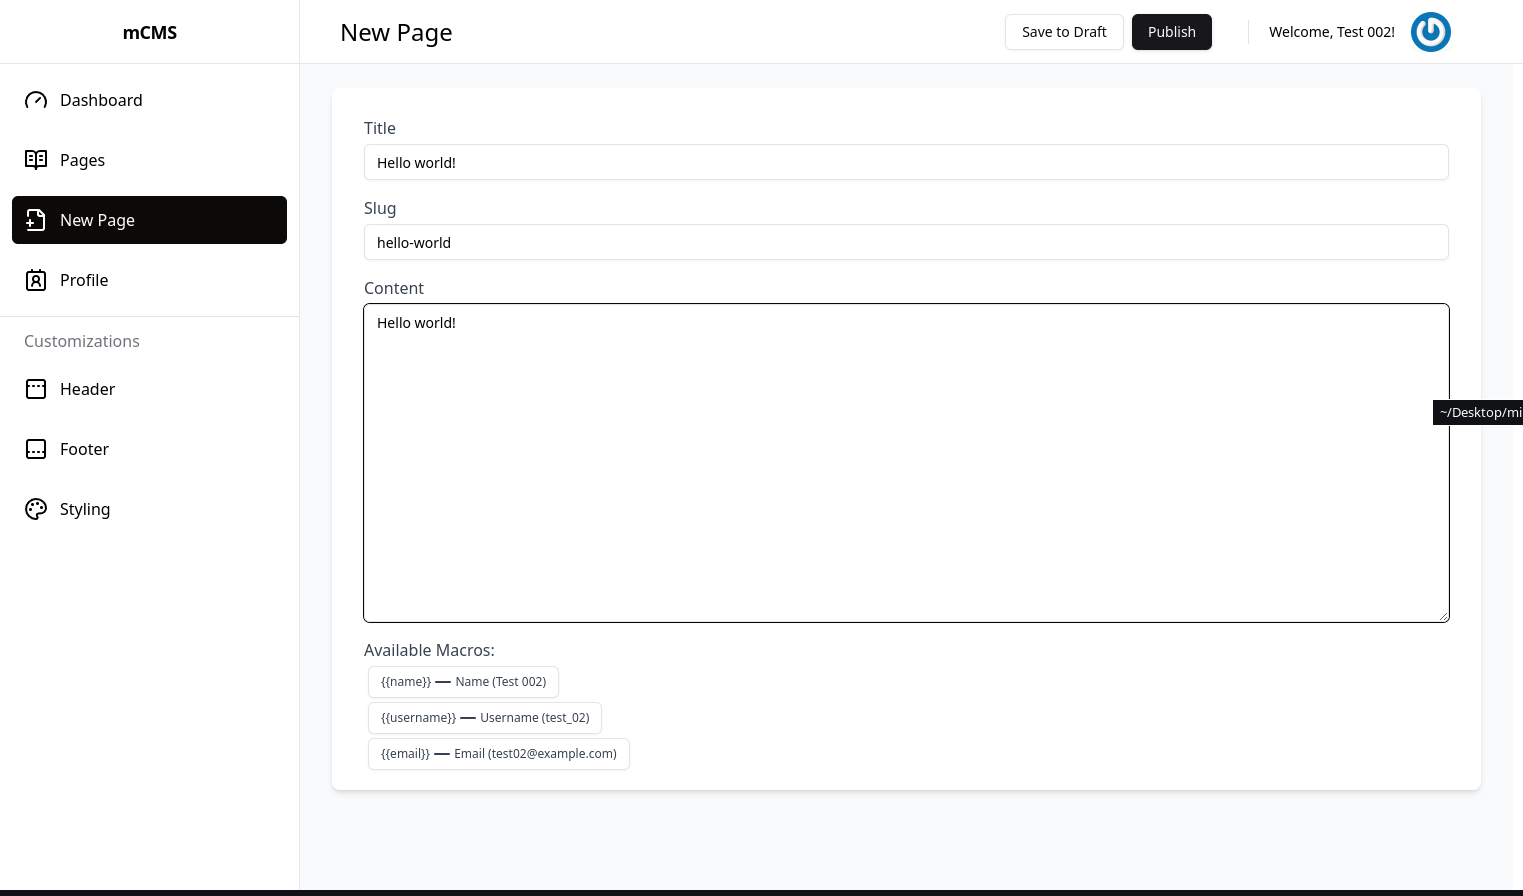 mCMS
New Page
Save to Draft
Publish
Welcome, Test 002!
Dashboard
Pages
New Page
Profile
Customizations
Header
Footer
Styling
Title
Hello world!
Slug
hello-world
Content
Hello world!
~/Desktop/mi
Available Macros:
{{name}} — Name (Test 002)
{{username}} — Username (test_02)
{{email}} — Email (test02@example.com)